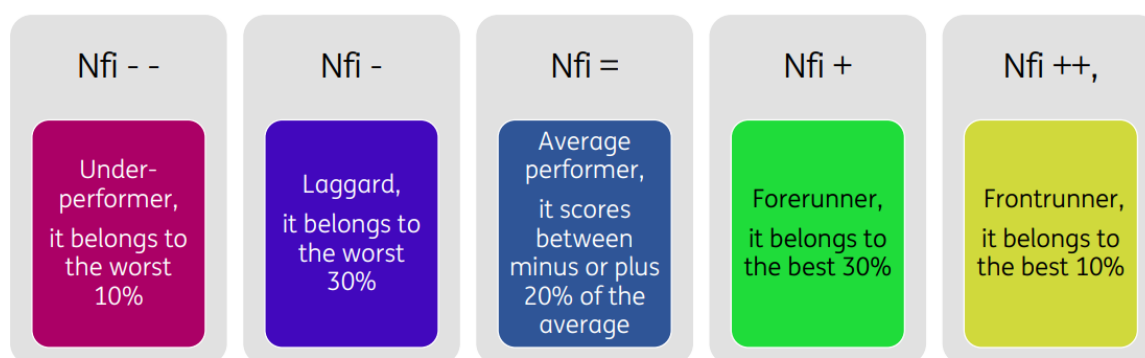 Nfi - -
Under-
performer,
it belongs to
the worst
10%
Nfi -
Laggard,
it belongs to
the worst
30%
Nfi =
Average
performer,
it scores
between
minus or plus
20% of the
average
Nfi +
Forerunner,
it belongs to
the best 30%
Nfi ++,
Frontrunner,
it belongs to
the best 10%